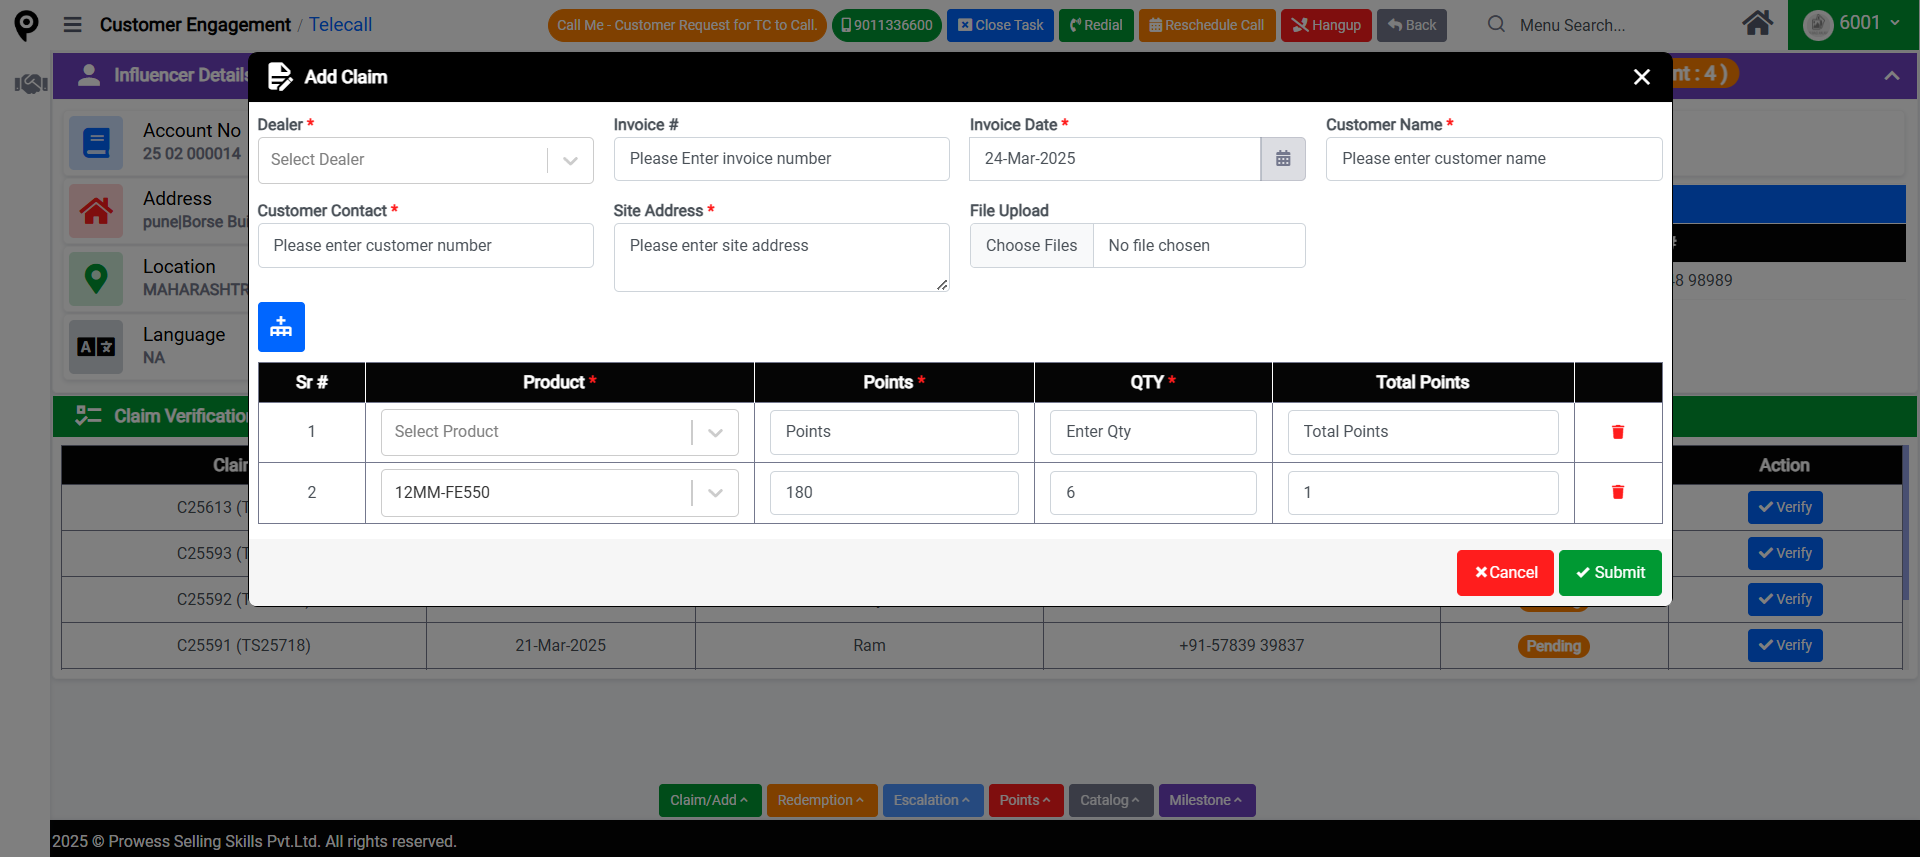 Customer Engagement / Telecall
Call Me - Customer Request for TC to Call.
9011336600
Close Task
Redial
Reschedule Call
Hangup
Back
Menu Search...
6001
Influencer Details
nt : 4 )
Add Claim
Account No
25 02 000014
Address
pune|Borse Bui
Location
MAHARASHTR
Language
NA
Dealer *
Select Dealer
Invoice #
Please Enter invoice number
Invoice Date *
24-Mar-2025
Customer Name *
Please enter customer name
Customer Contact *
Please enter customer number
Site Address *
Please enter site address
File Upload
Choose Files No file chosen
8 98989
Sr # Product * Points * QTY * Total Points
1 Select Product Points Enter Qty Total Points
2 12MM-FE550 180 6 1
Cancel
Submit
Claim Verification
Clai Action
C25613 (T Verify
C25593 (T Verify
C25592 (T Verify
C25591 (TS25718) 21-Mar-2025 Ram +91-57839 39837 Pending Verify
Claim/Add
Redemption
Escalation
Points
Catalog
Milestone
2025 © Prowess Selling Skills Pvt.Ltd. All rights reserved.